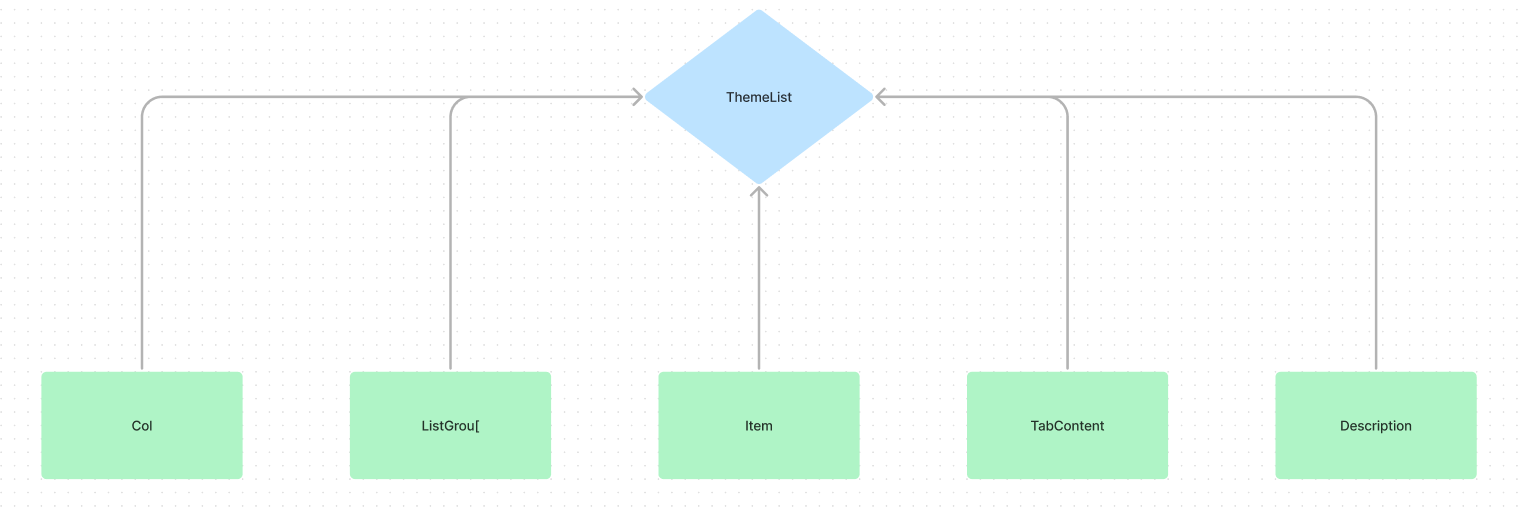 ThemeList
Col
ListGrou[
Item
TabContent
Description